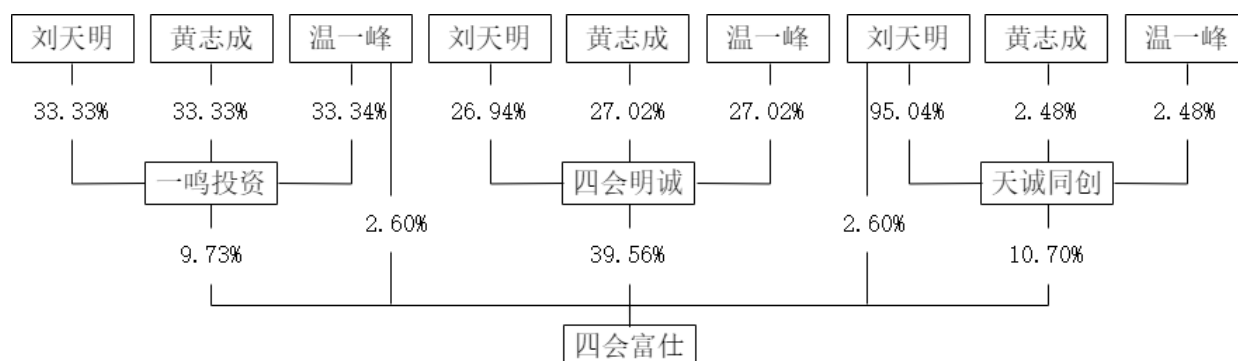 刘天明 黄志成 温一峰 刘天明 黄志成 温一峰 刘天明 黄志成 温一峰
33.33% 33.33% 33.34% 26.94% 27.02% 27.02% 95.04% 2.48% 2.48%
一鸣投资 四会明诚 天诚同创
2.60% 2.60%
9.73% 39.56% 10.70%
四会富仕